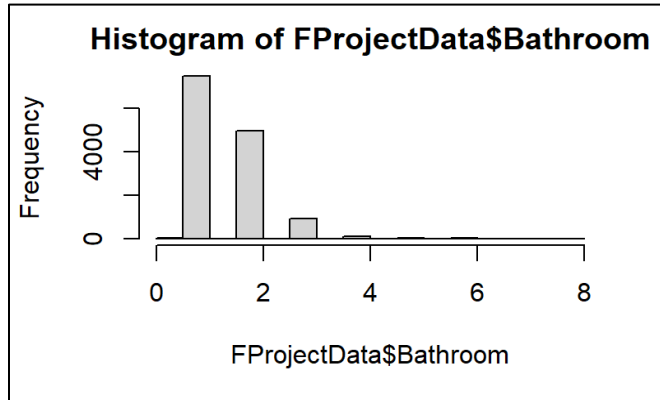 Histogram of FProjectData$Bathroom
Frequency
4000
0
0 2 4 6 8
FProjectData$Bathroom